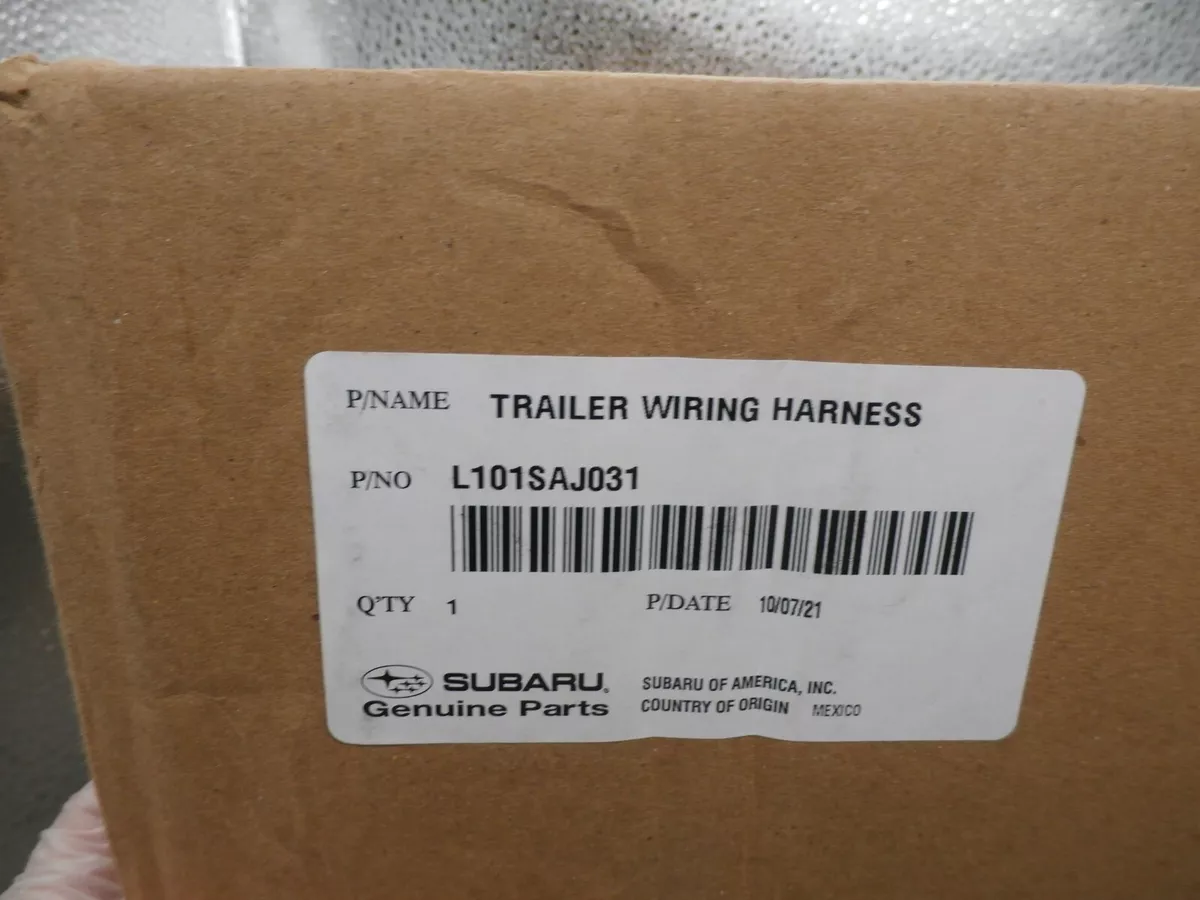 P/NAME TRAILER WIRING HARNESS
P/NO L101SAJ031
Q'TY 1 P/DATE 10/07/21
SUBARU. SUBARU OF AMERICA, INC.
Genuine Parts COUNTRY OF ORIGIN MEXICO